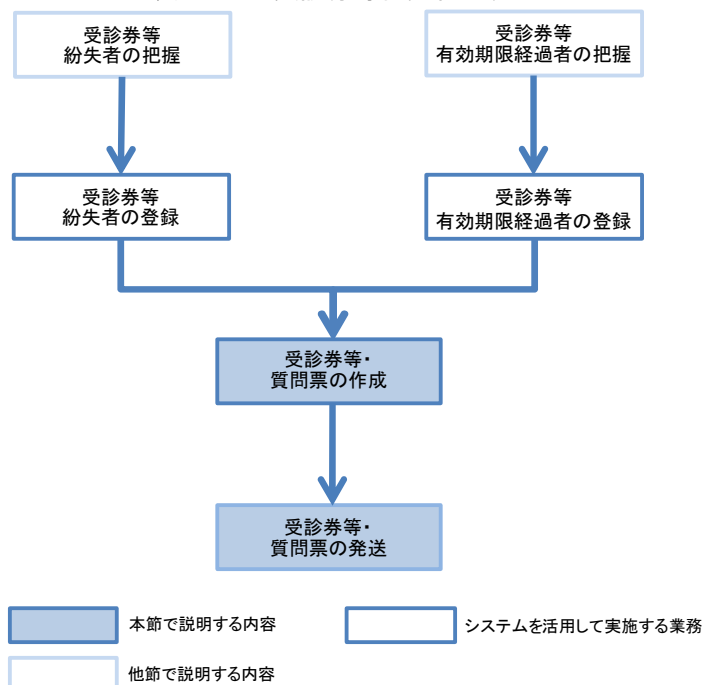 受診券等
紛失者の把握
受診券等
有効期限経過者の把握
受診券等
紛失者の登録
受診券等
有効期限経過者の登録
受診券等・
質問票の作成
受診券等・
質問票の発送
本節で説明する内容
システムを活用して実施する業務
他節で説明する内容